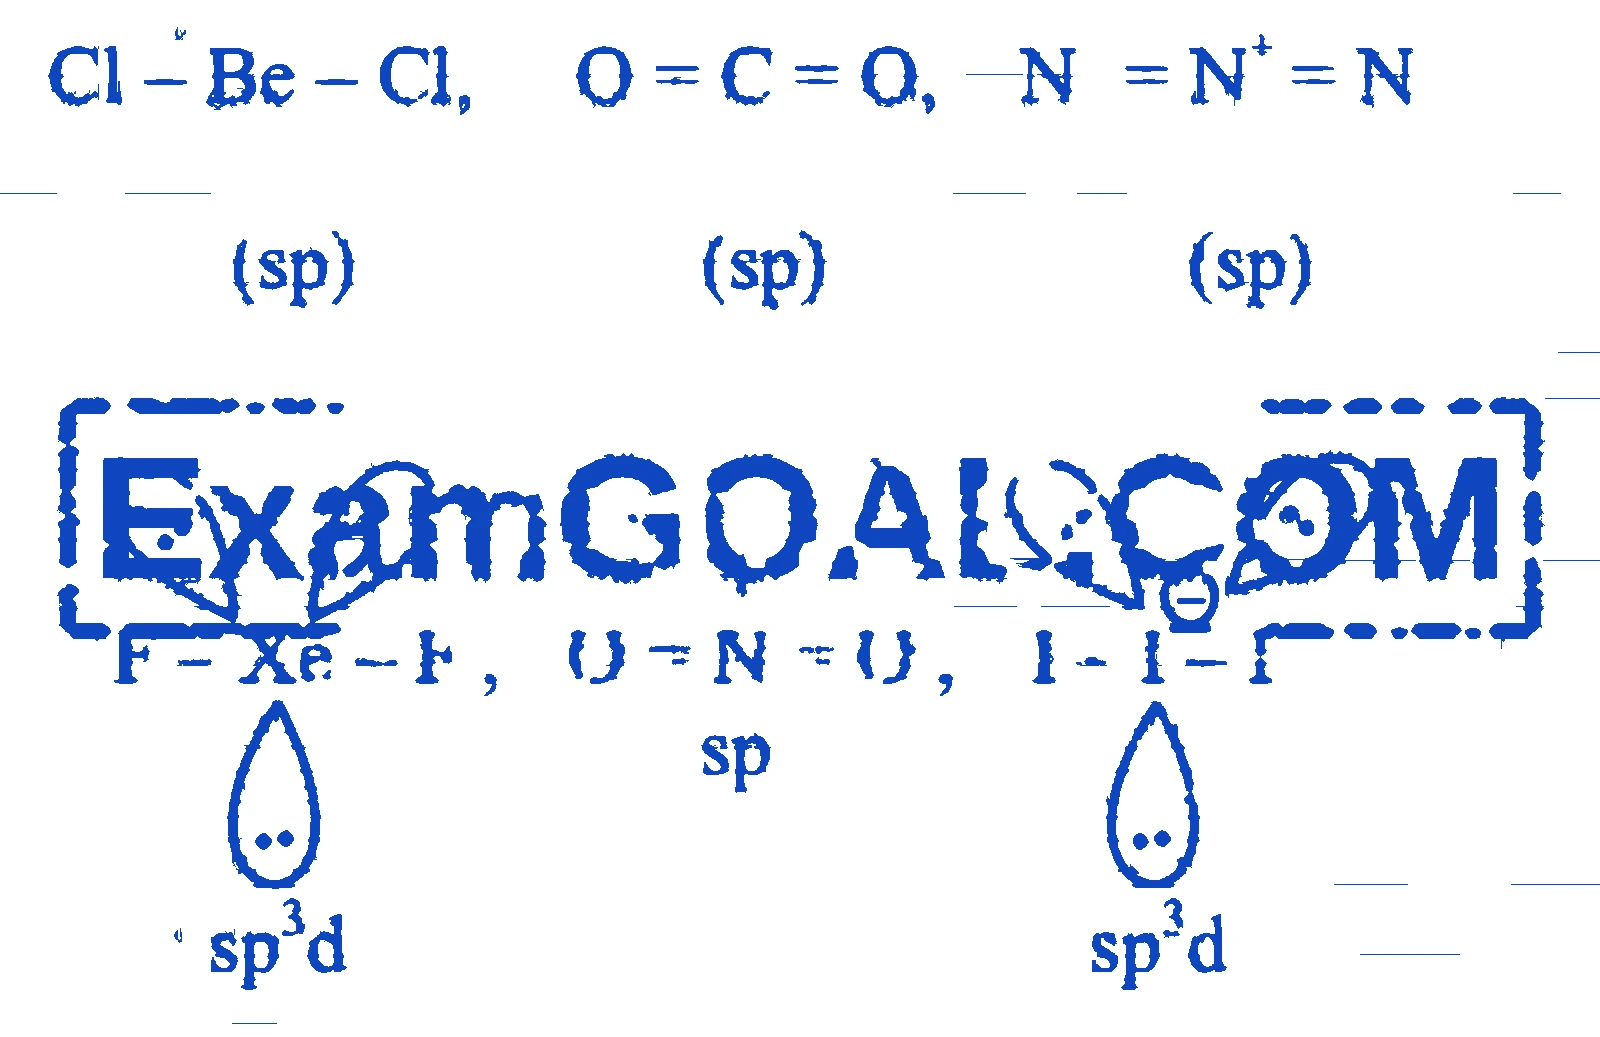 Cl – Be – Cl, O = C = O, N = N⁺ = N
(sp) (sp) (sp)
ExamGOAL.COM
F – Xe – F, O = N = O, I – I – I
sp
sp³d sp³d